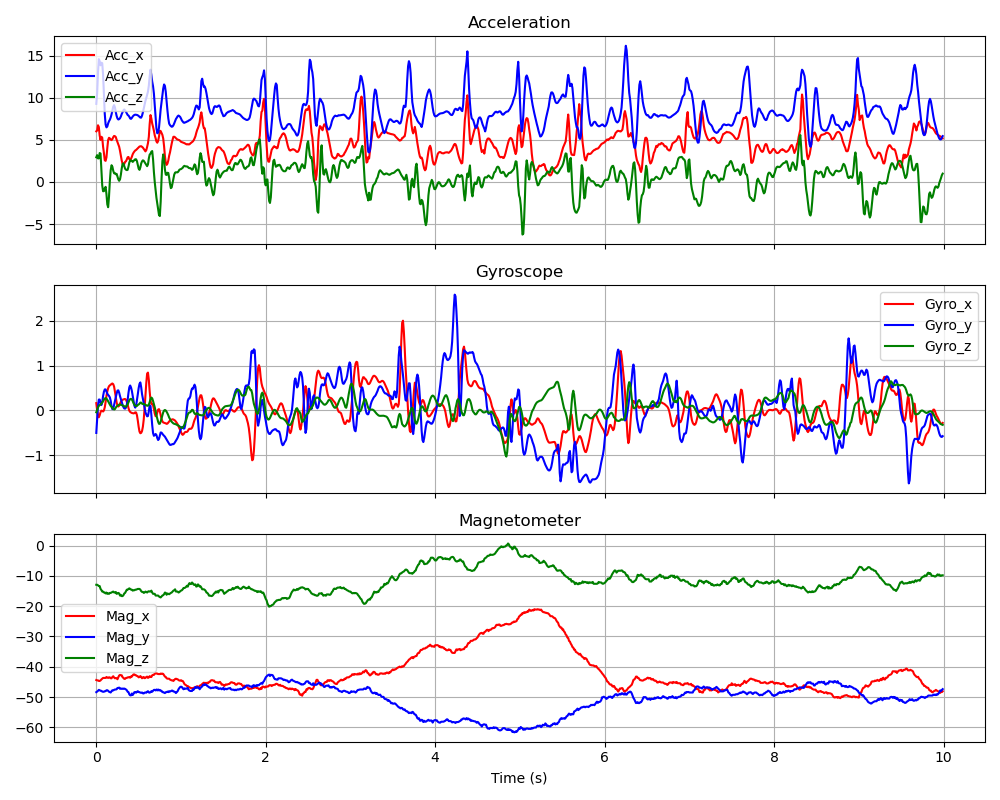 Acceleration
15
10
5
0
−5
Acc_x
Acc_y
Acc_z
Gyroscope
2
1
0
−1
Gyro_x
Gyro_y
Gyro_z
Magnetometer
0
−10
−20
−30
−40
−50
−60
Mag_x
Mag_y
Mag_z
0 2 4 6 8 10
Time (s)